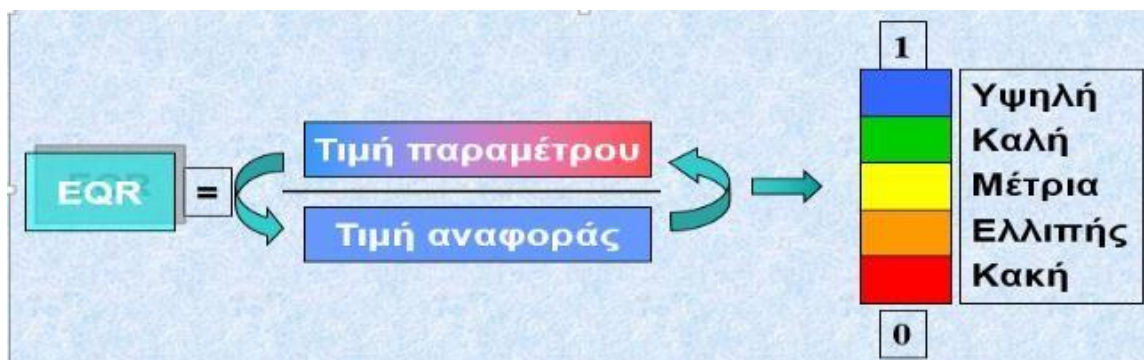 EQR
=
Τιμή παραμέτρου
Τιμή αναφοράς
1
Υψηλή
Καλή
Μέτρια
Ελλιπής
Κακή
0